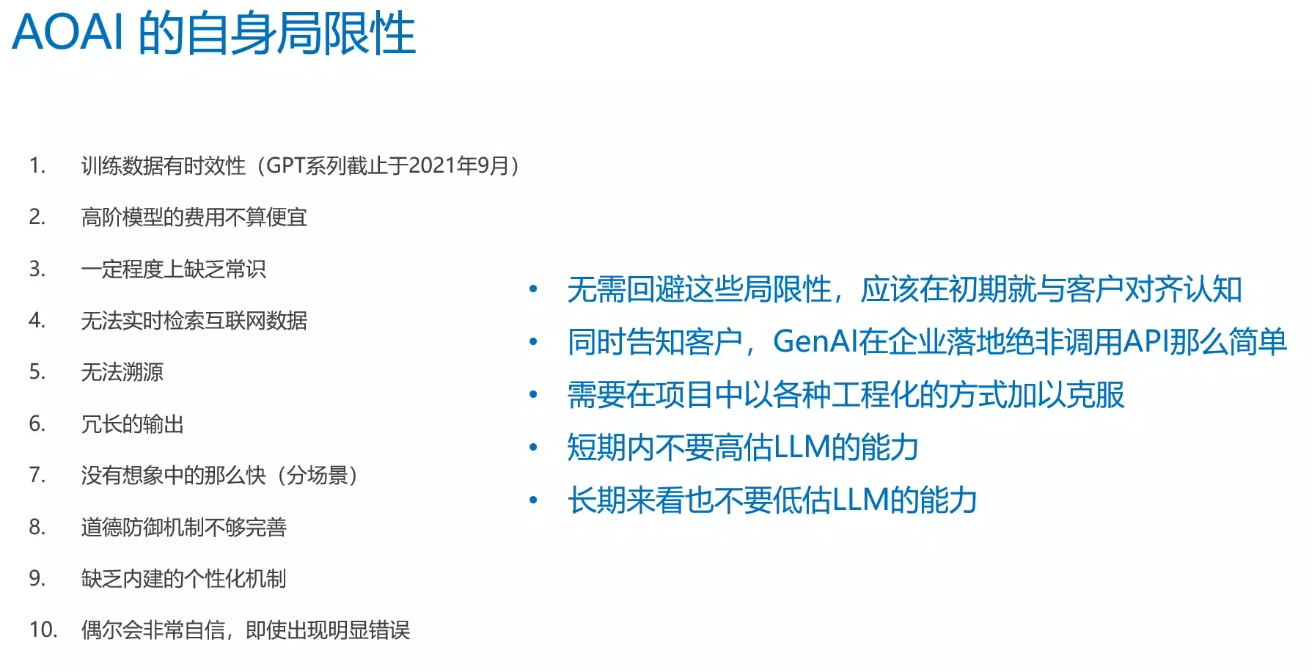 AOAI 的自身局限性
1. 训练数据有时效性（GPT系列截止于2021年9月）
2. 高阶模型的费用不算便宜
3. 一定程度上缺乏常识
4. 无法实时检索互联网数据
5. 无法溯源
6. 冗长的输出
7. 没有想象中的那么快（分场景）
8. 道德防御机制不够完善
9. 缺乏内建的个性化机制
10. 偶尔会非常自信，即使出现明显错误
• 无需回避这些局限性，应该在初期就与客户对齐认知
• 同时告知客户，GenAI在企业落地绝非调用API那么简单
• 需要在项目中以各种工程化的方式加以克服
• 短期内不要高估LLM的能力
• 长期来看也不要低估LLM的能力